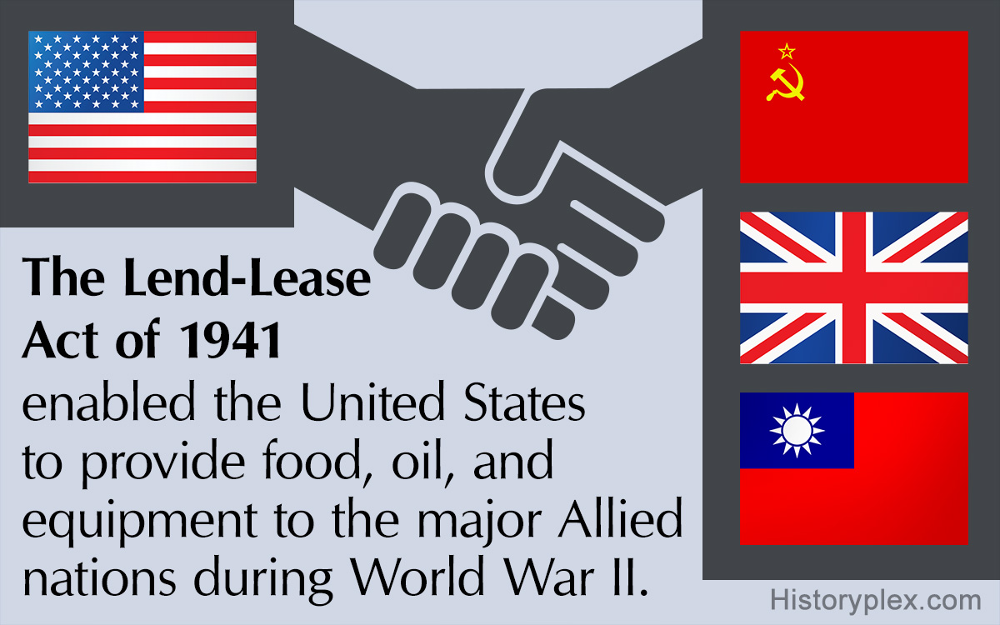 The Lend-Lease
Act of 1941
enabled the United States
to provide food, oil, and
equipment to the major Allied
nations during World War II.
Historyplex.com